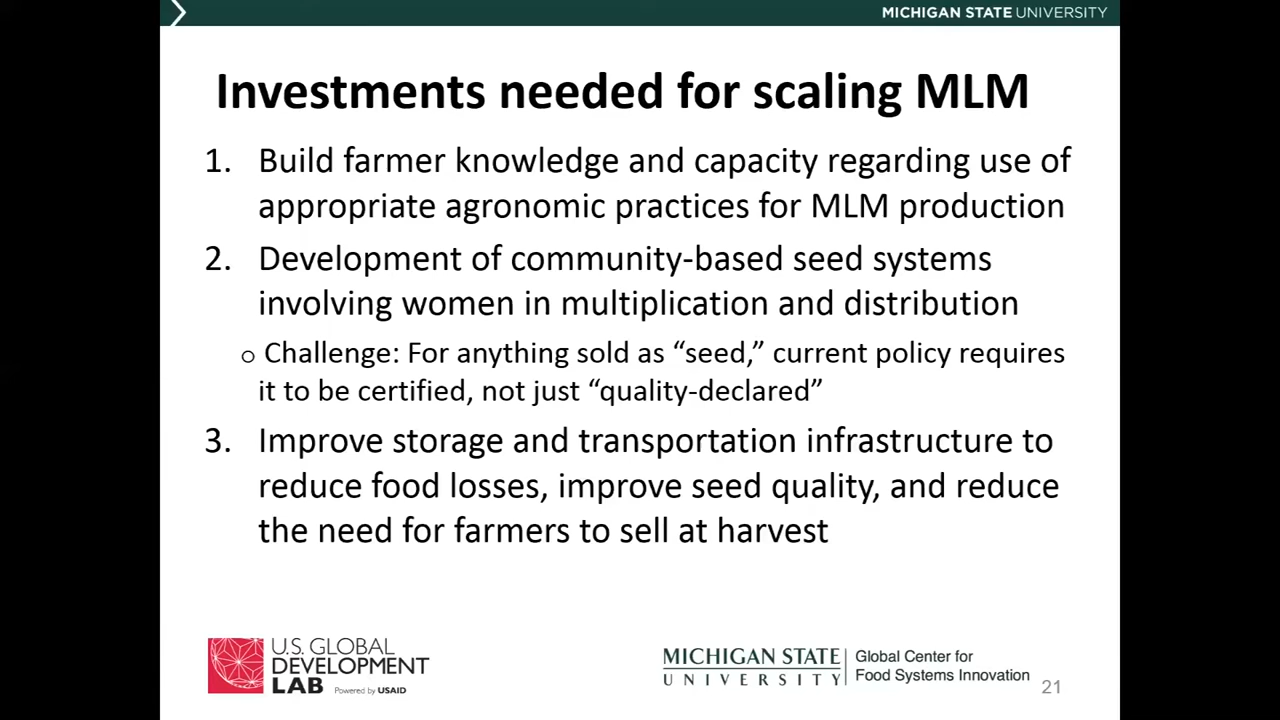 MICHIGAN STATE UNIVERSITY
Investments needed for scaling MLM
1. Build farmer knowledge and capacity regarding use of
appropriate agronomic practices for MLM production
2. Development of community-based seed systems
involving women in multiplication and distribution
o Challenge: For anything sold as “seed,” current policy requires
it to be certified, not just “quality-declared”
3. Improve storage and transportation infrastructure to
reduce food losses, improve seed quality, and reduce
the need for farmers to sell at harvest
U.S. GLOBAL
DEVELOPMENT
LAB Powered by USAID
MICHIGAN STATE
UNIVERSITY
Global Center for
Food Systems Innovation
21